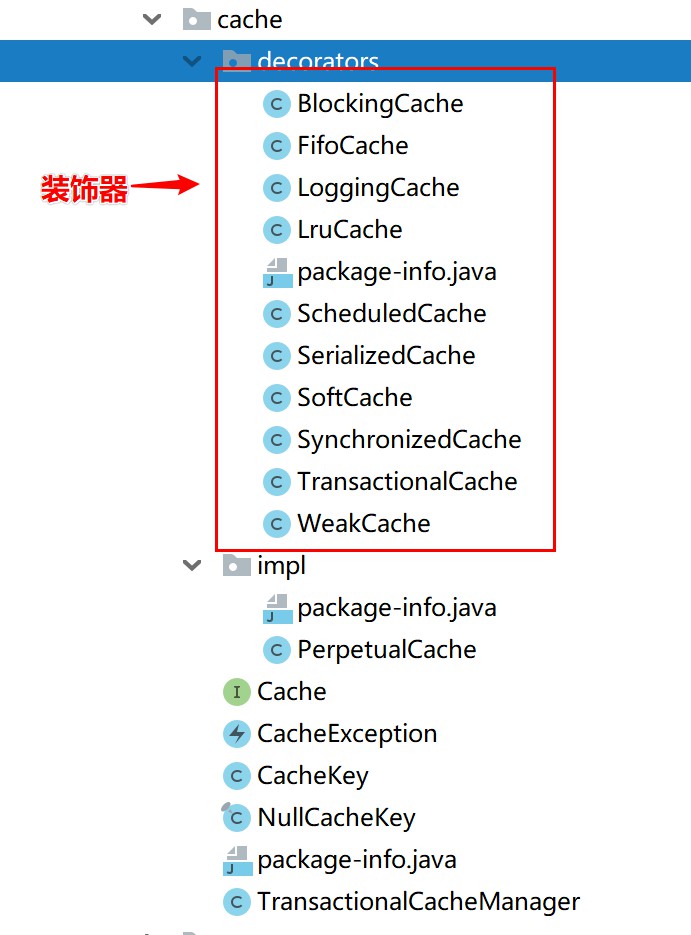 cache
decorators
BlockingCache
FifoCache
装饰器
LoggingCache
LruCache
package-info.java
ScheduledCache
SerializedCache
SoftCache
SynchronizedCache
TransactionalCache
WeakCache
impl
package-info.java
PerpetualCache
Cache
CacheException
CacheKey
NullCacheKey
package-info.java
TransactionalCacheManager